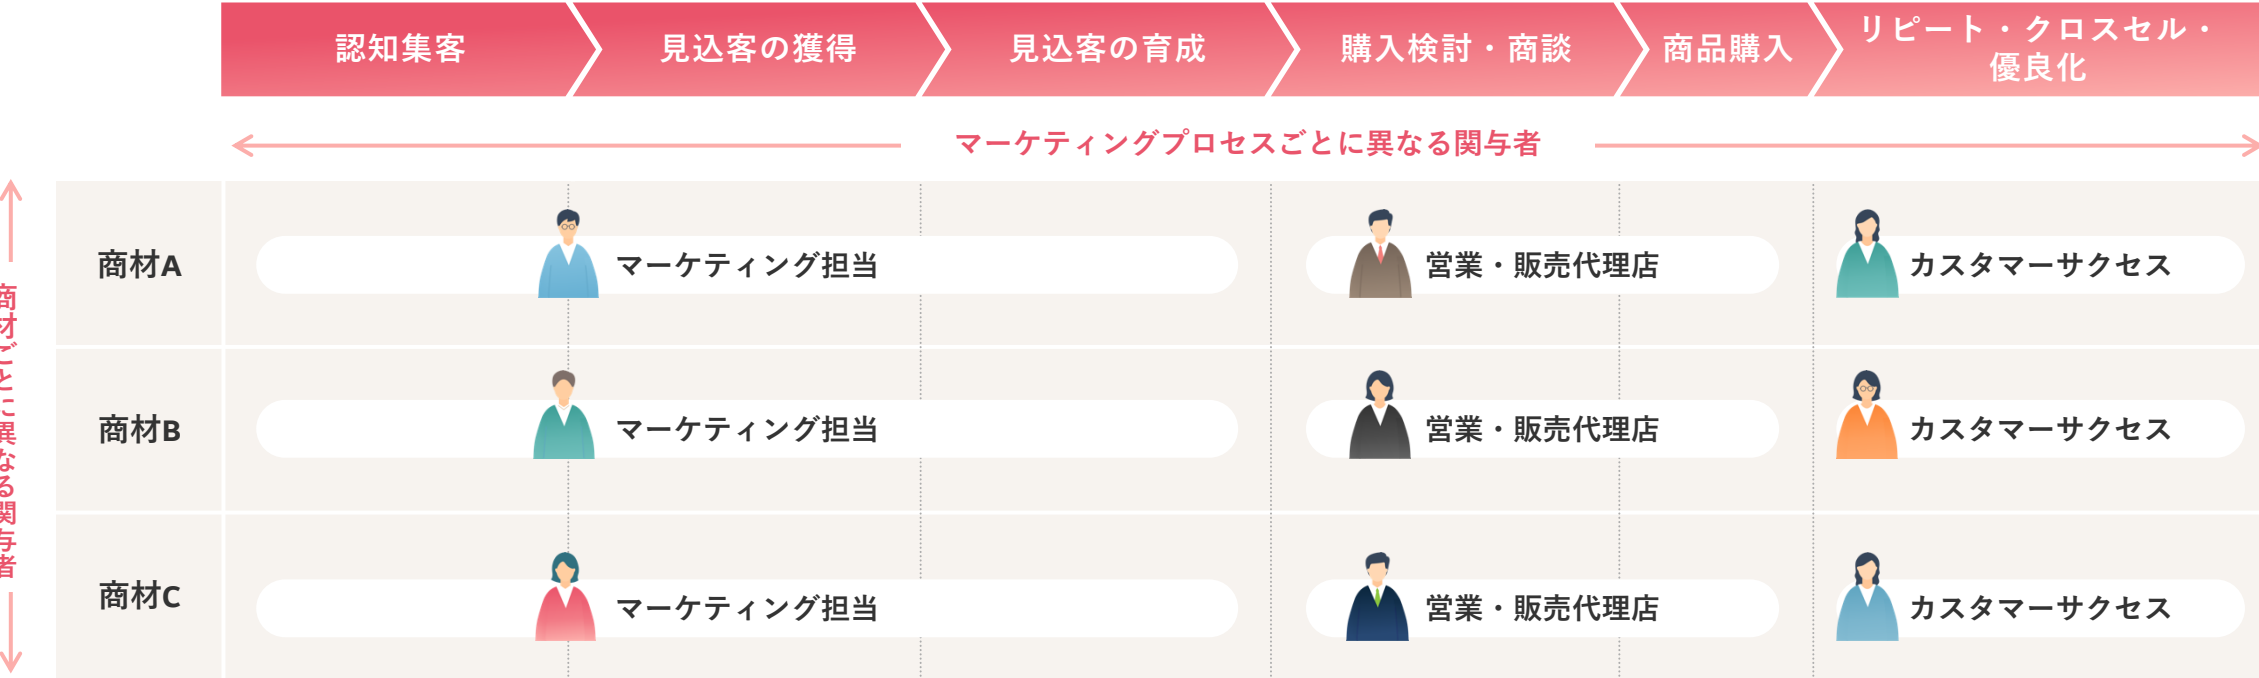 認知集客
見込客の獲得
見込客の育成
購入検討・商談
商品購入
リピート・クロスセル・
優良化
マーケティングプロセスごとに異なる関与者
商材ごとに異なる関与者
商材A
マーケティング担当
営業・販売代理店
カスタマーサクセス
商材B
マーケティング担当
営業・販売代理店
カスタマーサクセス
商材C
マーケティング担当
営業・販売代理店
カスタマーサクセス